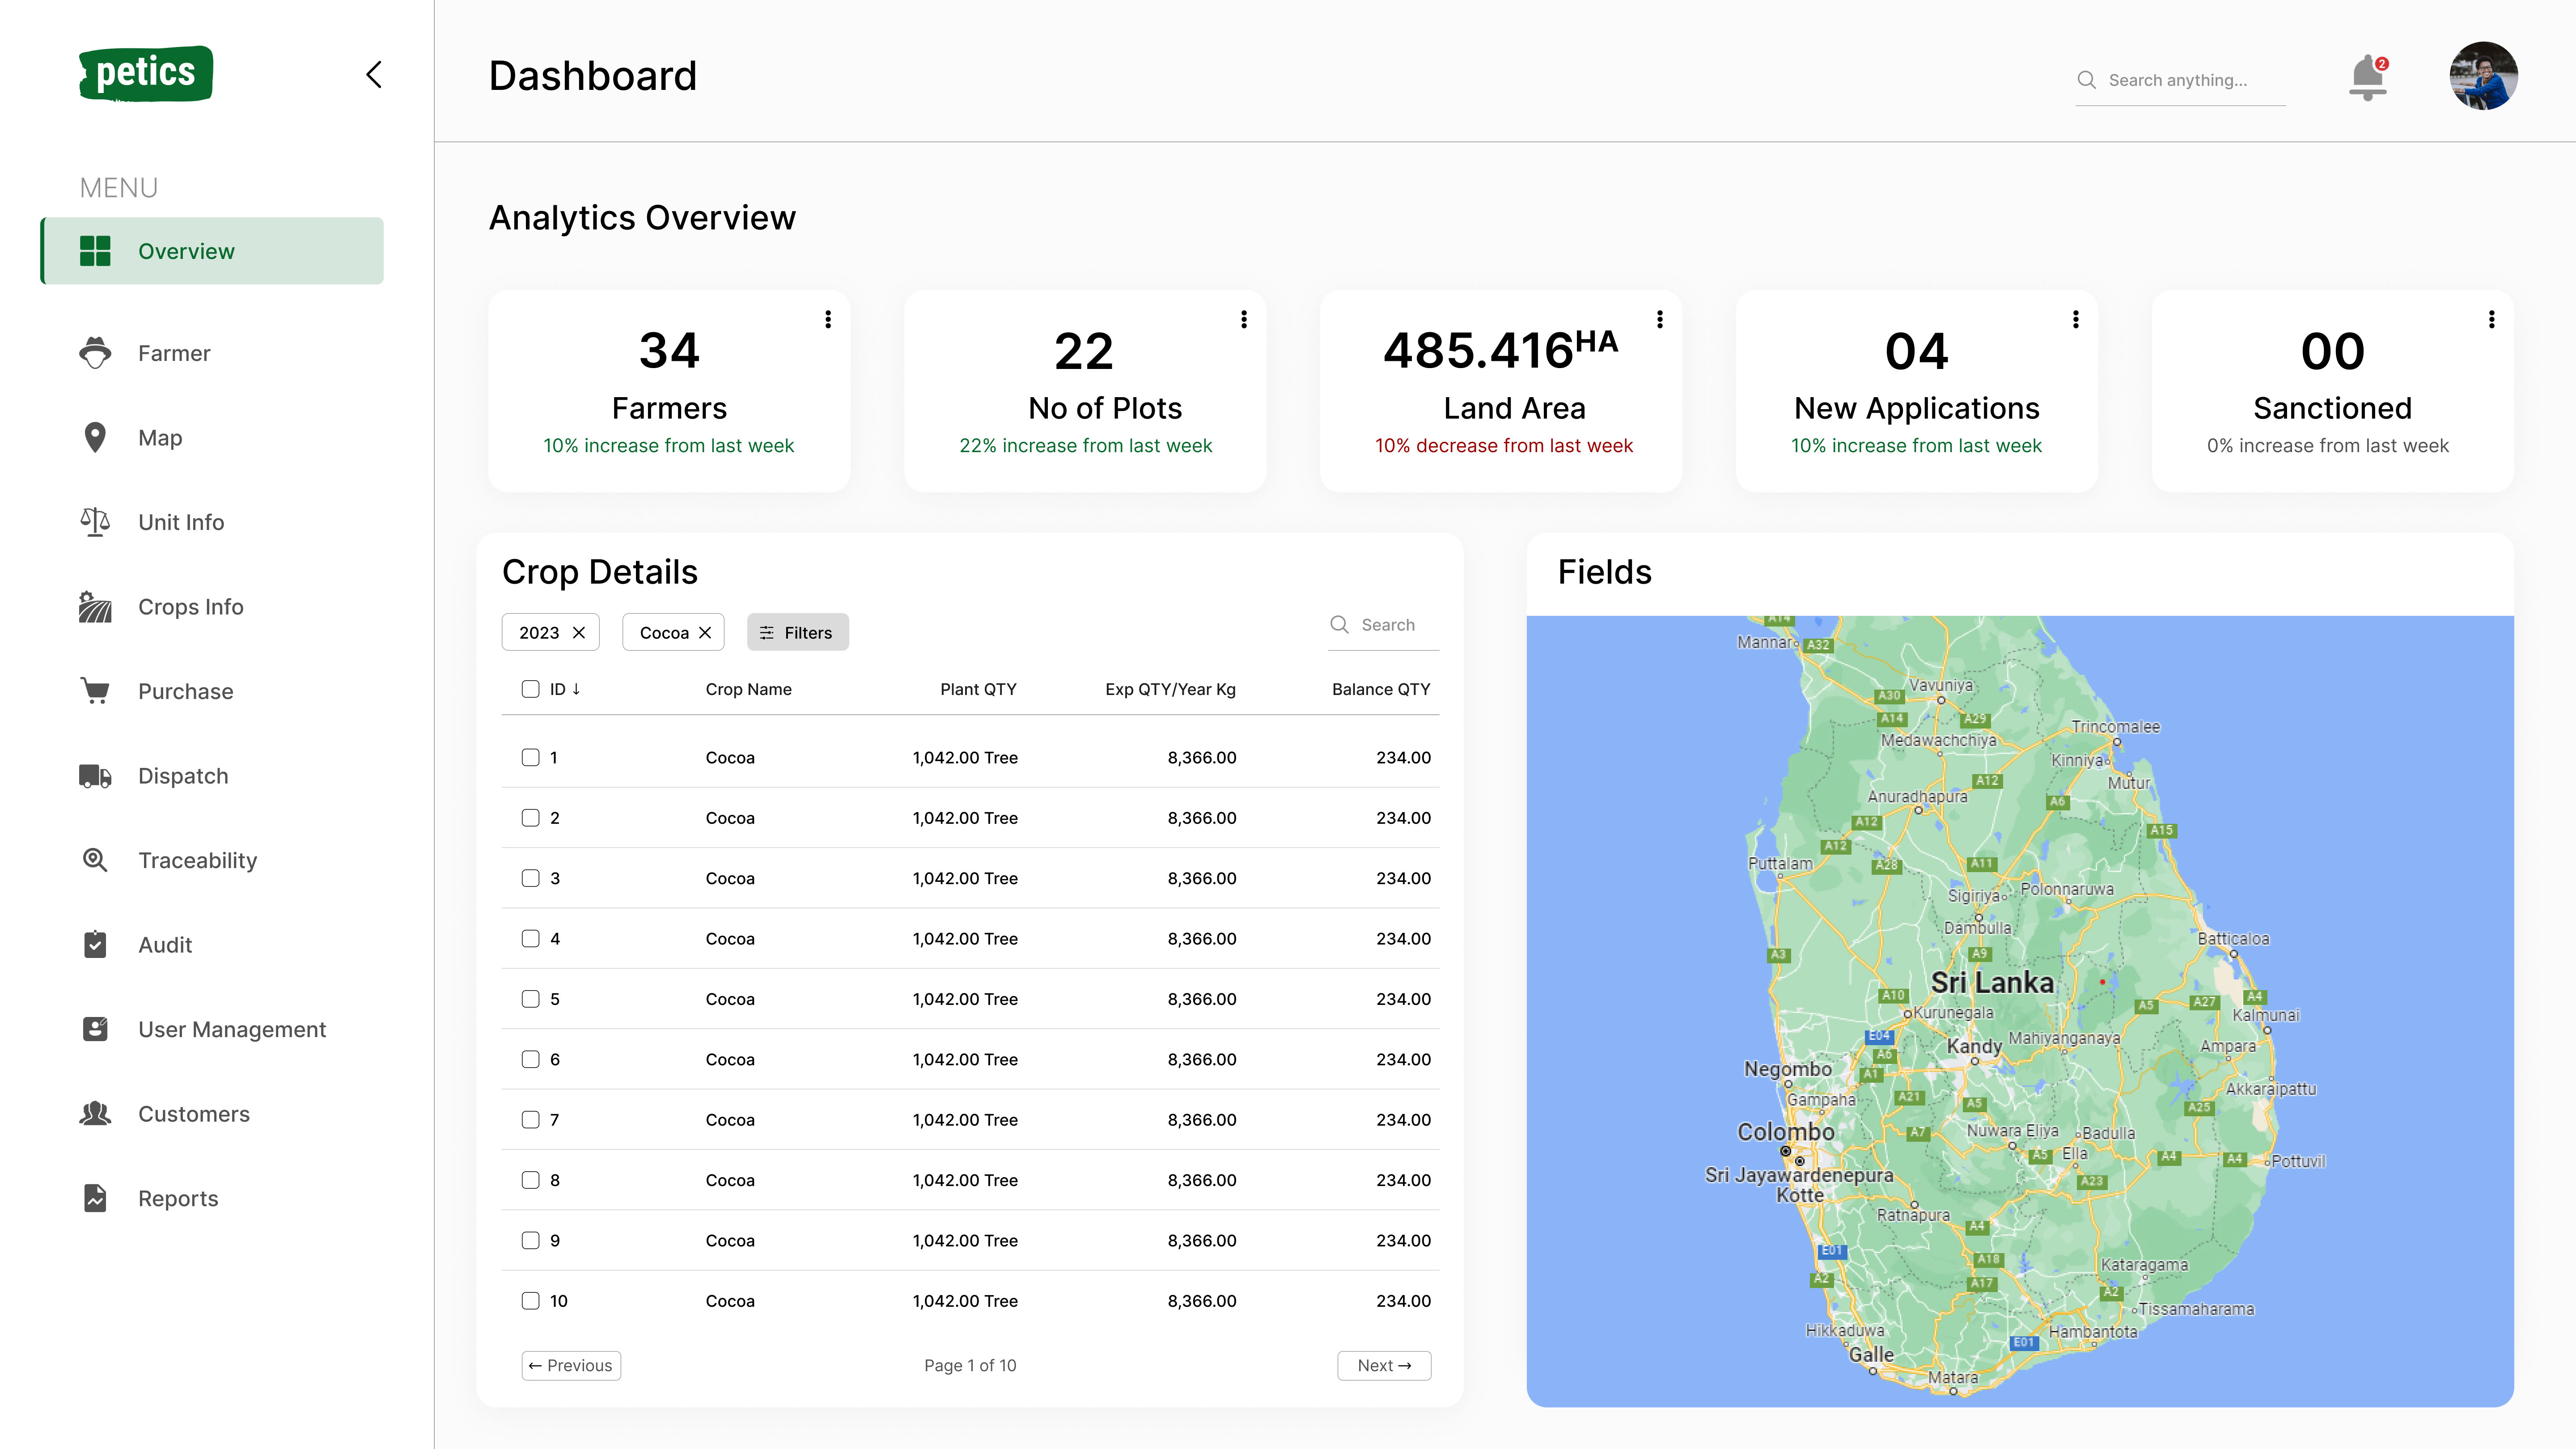 petics
Dashboard
Search anything...
2
MENU
Overview
Farmer
Map
Unit Info
Crops Info
Purchase
Dispatch
Traceability
Audit
User Management
Customers
Reports
Analytics Overview
34
Farmers
10% increase from last week
22
No of Plots
22% increase from last week
485.416HA
Land Area
10% decrease from last week
04
New Applications
10% increase from last week
00
Sanctioned
0% increase from last week
Crop Details
2023
Cocoa
Filters
Search
ID ↓ Crop Name Plant QTY Exp QTY/Year Kg Balance QTY
1 Cocoa 1,042.00 Tree 8,366.00 234.00
2 Cocoa 1,042.00 Tree 8,366.00 234.00
3 Cocoa 1,042.00 Tree 8,366.00 234.00
4 Cocoa 1,042.00 Tree 8,366.00 234.00
5 Cocoa 1,042.00 Tree 8,366.00 234.00
6 Cocoa 1,042.00 Tree 8,366.00 234.00
7 Cocoa 1,042.00 Tree 8,366.00 234.00
8 Cocoa 1,042.00 Tree 8,366.00 234.00
9 Cocoa 1,042.00 Tree 8,366.00 234.00
10 Cocoa 1,042.00 Tree 8,366.00 234.00
← Previous
Page 1 of 10
Next →
Fields
A14
Mannar
A32
Vavuniya
A30
A14
A29
Trincomalee
Medawachchiya
Kinniya
A12
Mutur
Anuradhapura
A6
A12
A15
A12
Puttalam
A28
A11
Sigiriya
Polonnaruwa
Dambulla
Batticaloa
A3
A9
Sri Lanka
A10
A5
A27
A4
Kurunegala
Kalmunai
E04
Mahiyanganaya
Kandy
Ampara
A6
Negombo
A1
Akkaraipattu
Gampaha
A21
A5
A25
Colombo
A7
Nuwara Eliya
Badulla
A5
Ella
A4
A4
Pottuvil
Sri Jayawardenepura
Kotte
A23
Ratnapura
A4
E01
A18
Kataragama
A2
A17
A2
Tissamaharama
Hikkaduwa
E01
Hambantota
Galle
Matara